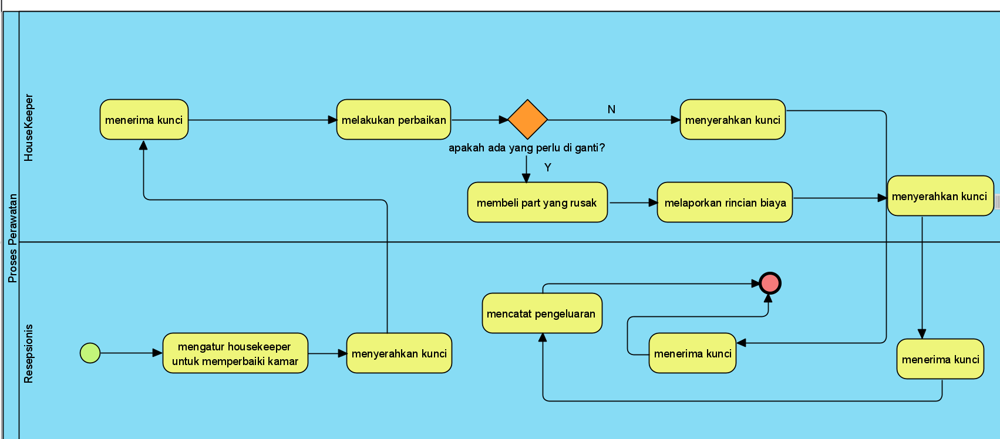 Proses Perawatan
HouseKeeper
menerima kunci
melakukan perbaikan
apakah ada yang perlu di ganti?
N
menyerahkan kunci
Y
membeli part yang rusak
melaporkan rincian biaya
menyerahkan kunci
Resepsionis
mengatur housekeeper
untuk memperbaiki kamar
menyerahkan kunci
mencatat pengeluaran
menerima kunci
menerima kunci